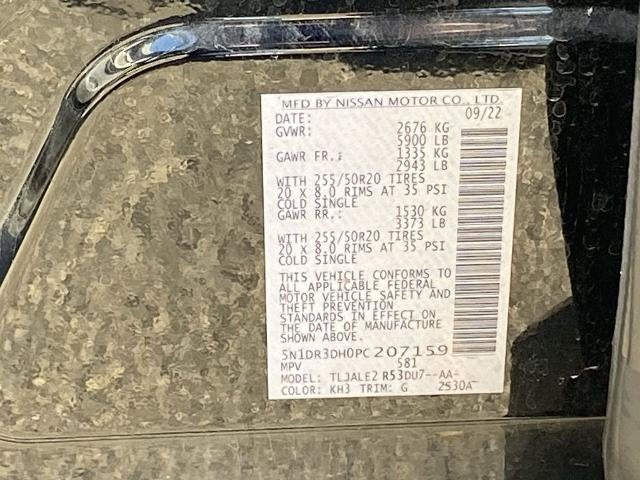 MFD BY NISSAN MOTOR CO., LTD.
DATE: 09/22
GVWR: 2676 KG
5900 LB
GAWR FR.: 1335 KG
2943 LB
WITH 255/50R20 TIRES
20 X 8.0 RIMS AT 35 PSI
COLD SINGLE
GAWR RR.: 1530 KG
3373 LB
WITH 255/50R20 TIRES
20 X 8.0 RIMS AT 35 PSI
COLD SINGLE
THIS VEHICLE CONFORMS TO
ALL APPLICABLE FEDERAL
MOTOR VEHICLE SAFETY AND
THEFT PREVENTION
STANDARDS IN EFFECT ON
THE DATE OF MANUFACTURE
SHOWN ABOVE.
5N1DR3DH0PC207159
MPV 581
MODEL: TLJALE2 R53DU7--AA-
COLOR: KH3 TRIM: G 2S30A